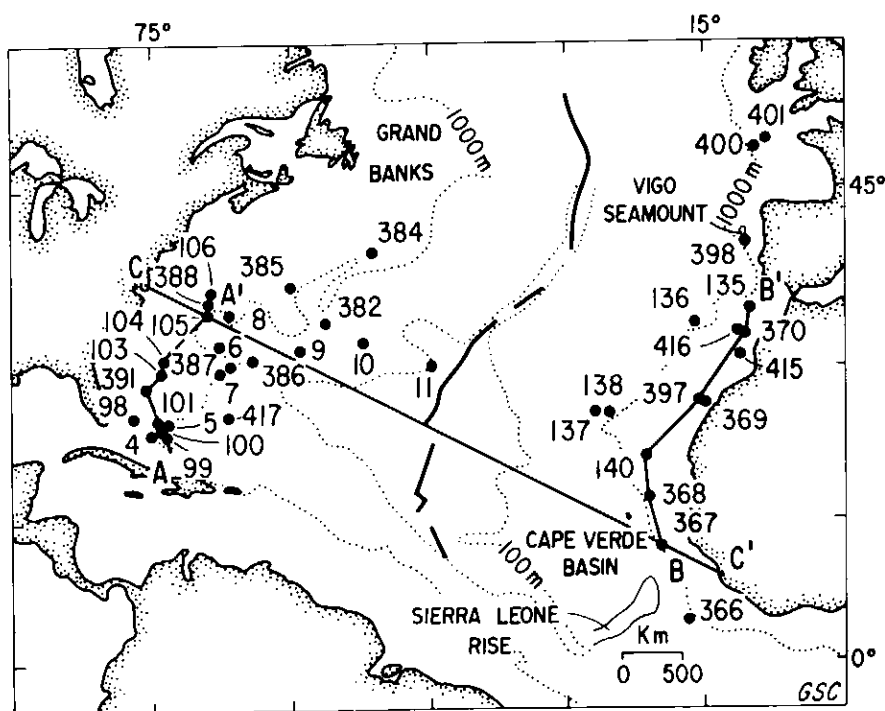 75°
15°
401
400
1000m
GRAND
BANKS
1000m
45°
VIGO
SEAMOUNT
398
384
106
385
C
388
A'
135
B'
104
105
8
382
136
370
103
6
416
387
9
10
415
391
386
11
7
98
101
5
417
138
397
137
369
4
100
99
A
140
368
367
CAPE VERDE
BASIN
B
C'
100m
366
SIERRA LEONE
RISE
Km
0 500
0°
GSC